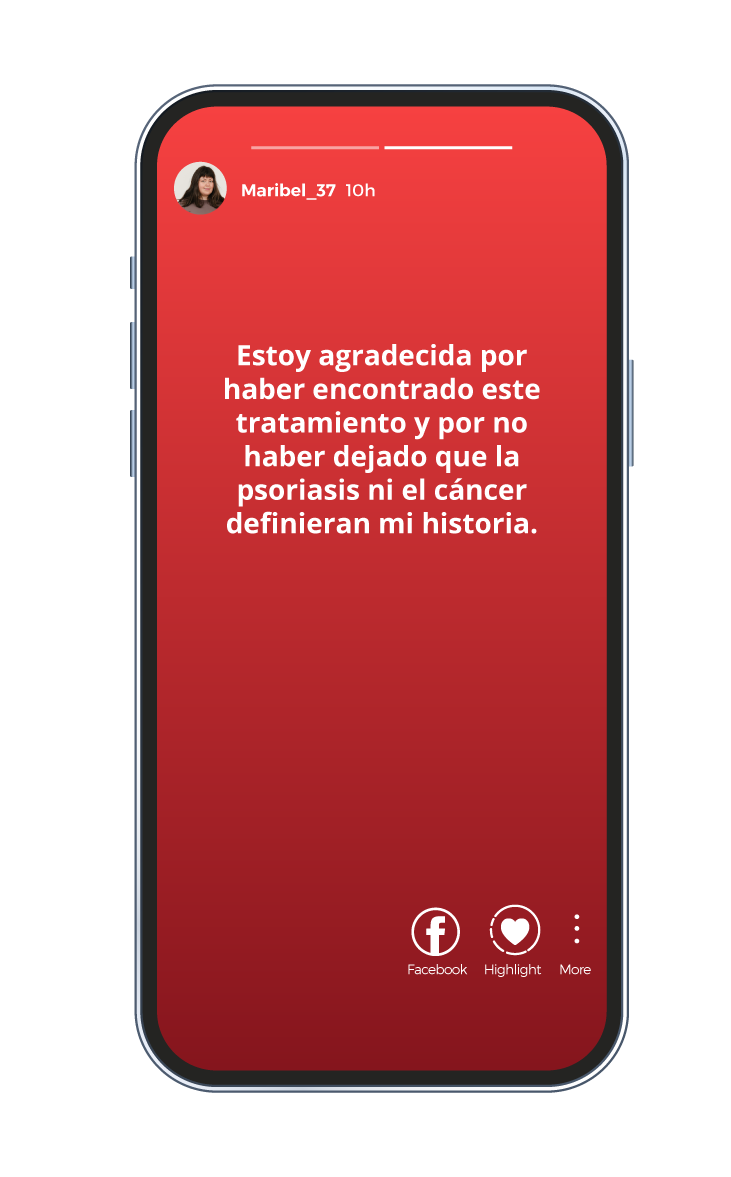 Maribel_37 10h
Estoy agradecida por
haber encontrado este
tratamiento y por no
haber dejado que la
psoriasis ni el cáncer
definieran mi historia.
Facebook Highlight More